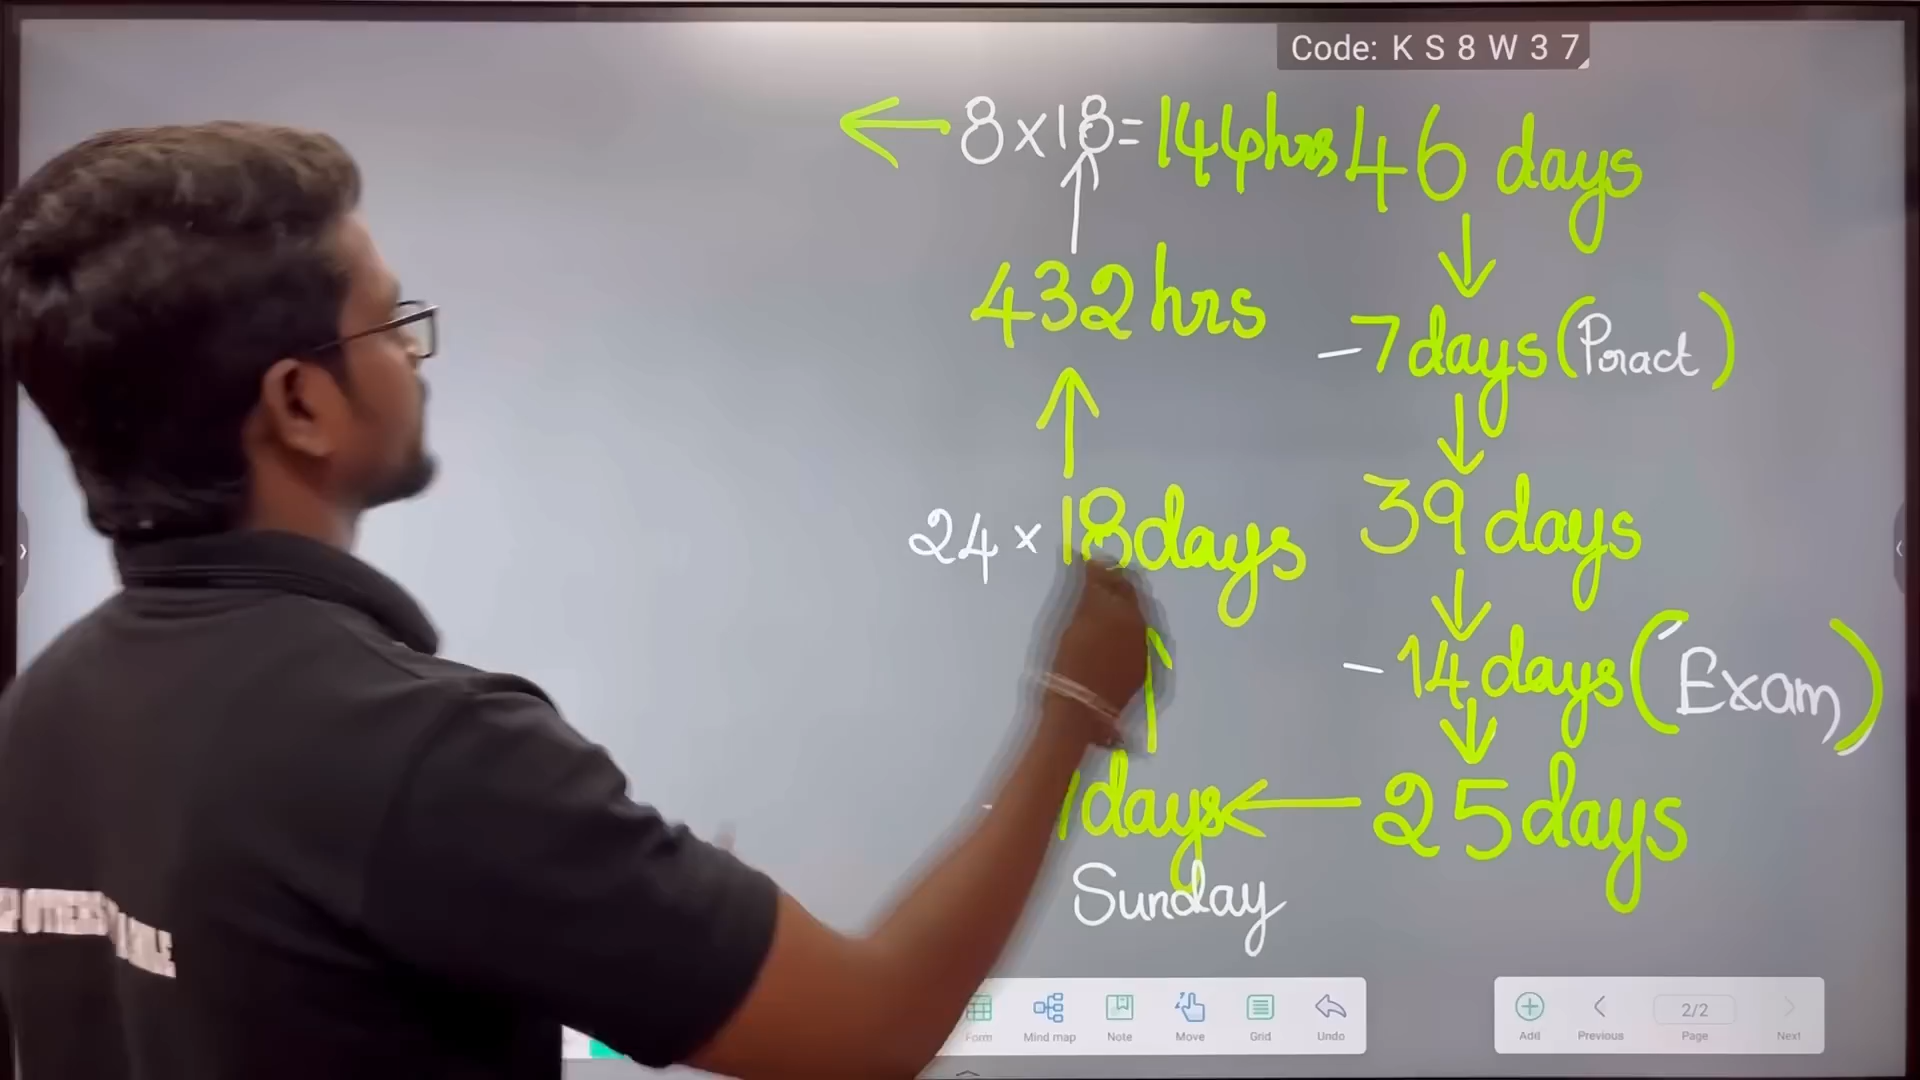 Code: K S 8 W 3 7
8 x 18 = 144hrs
46 days
432 hrs
- 7 days (Pract)
24 x 18 days
39 days
- 14 days (Exam)
days
25 days
Sunday
Form
Mind map
Note
Move
Grid
Undo
Add
Previous
2/2
Page
Next